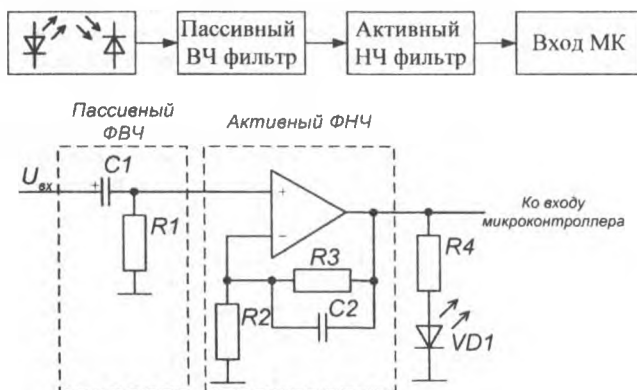 Пассивный
ВЧ фильтр
Активный
НЧ фильтр
Вход МК
Пассивный
ФВЧ
Активный ФНЧ
Uвх
+
C1
R1
+
−
R2
R3
C2
Ко входу
микроконтроллера
R4
VD1